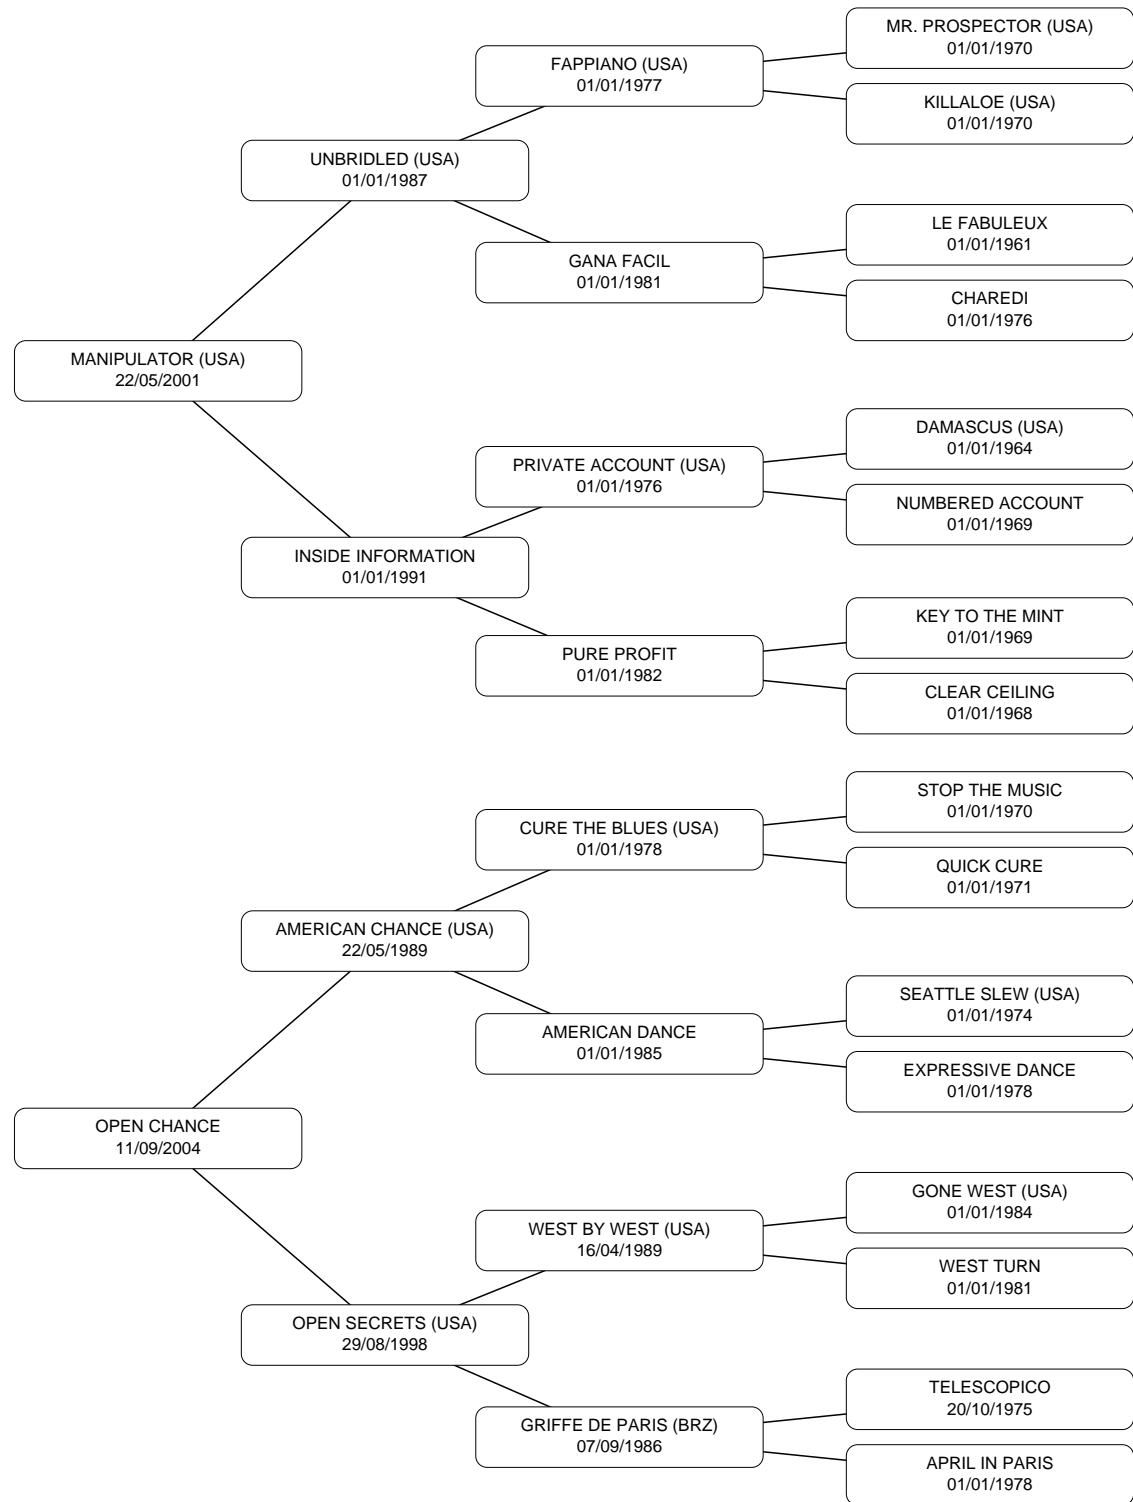 MR. PROSPECTOR (USA)
01/01/1970
FAPPIANO (USA)
01/01/1977
KILLALOE (USA)
01/01/1970
UNBRIDLED (USA)
01/01/1987
LE FABULEUX
01/01/1961
GANA FACIL
01/01/1981
CHAREDI
01/01/1976
MANIPULATOR (USA)
22/05/2001
DAMASCUS (USA)
01/01/1964
PRIVATE ACCOUNT (USA)
01/01/1976
NUMBERED ACCOUNT
01/01/1969
INSIDE INFORMATION
01/01/1991
KEY TO THE MINT
01/01/1969
PURE PROFIT
01/01/1982
CLEAR CEILING
01/01/1968
STOP THE MUSIC
01/01/1970
CURE THE BLUES (USA)
01/01/1978
QUICK CURE
01/01/1971
AMERICAN CHANCE (USA)
22/05/1989
SEATTLE SLEW (USA)
01/01/1974
AMERICAN DANCE
01/01/1985
EXPRESSIVE DANCE
01/01/1978
OPEN CHANCE
11/09/2004
GONE WEST (USA)
01/01/1984
WEST BY WEST (USA)
16/04/1989
WEST TURN
01/01/1981
OPEN SECRETS (USA)
29/08/1998
TELESCOPICO
20/10/1975
GRIFFE DE PARIS (BRZ)
07/09/1986
APRIL IN PARIS
01/01/1978